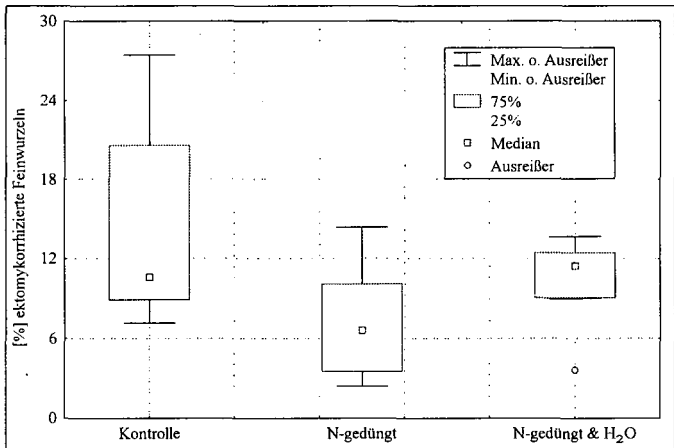 [%] ektomykorrhizierte Feinwurzeln
30
24
18
12
6
0
Max. o. Ausreißer
Min. o. Ausreißer
75%
25%
Median
Ausreißer
Kontrolle
N-gedüngt
N-gedüngt & H₂O